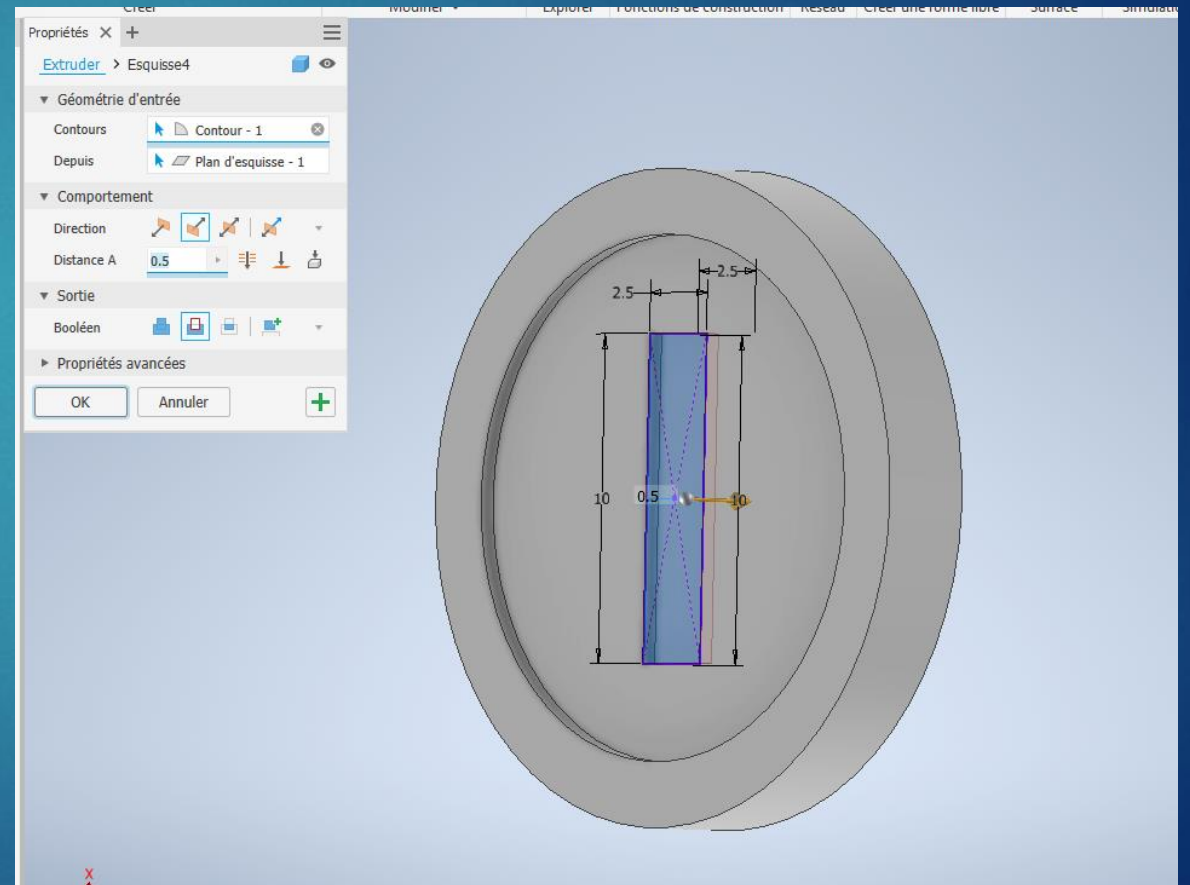 Créer Modifier Explorer Fonctions de construction Réseau Créer une forme libre Surface Simulatio
Propriétés × +
Extruder > Esquisse4
Géométrie d'entrée
Contours Contour - 1
Depuis Plan d'esquisse - 1
Comportement
Direction
Distance A 0.5
Sortie
Booléen
Propriétés avancées
OK Annuler
2.5
2.5
10 0.5 10
X